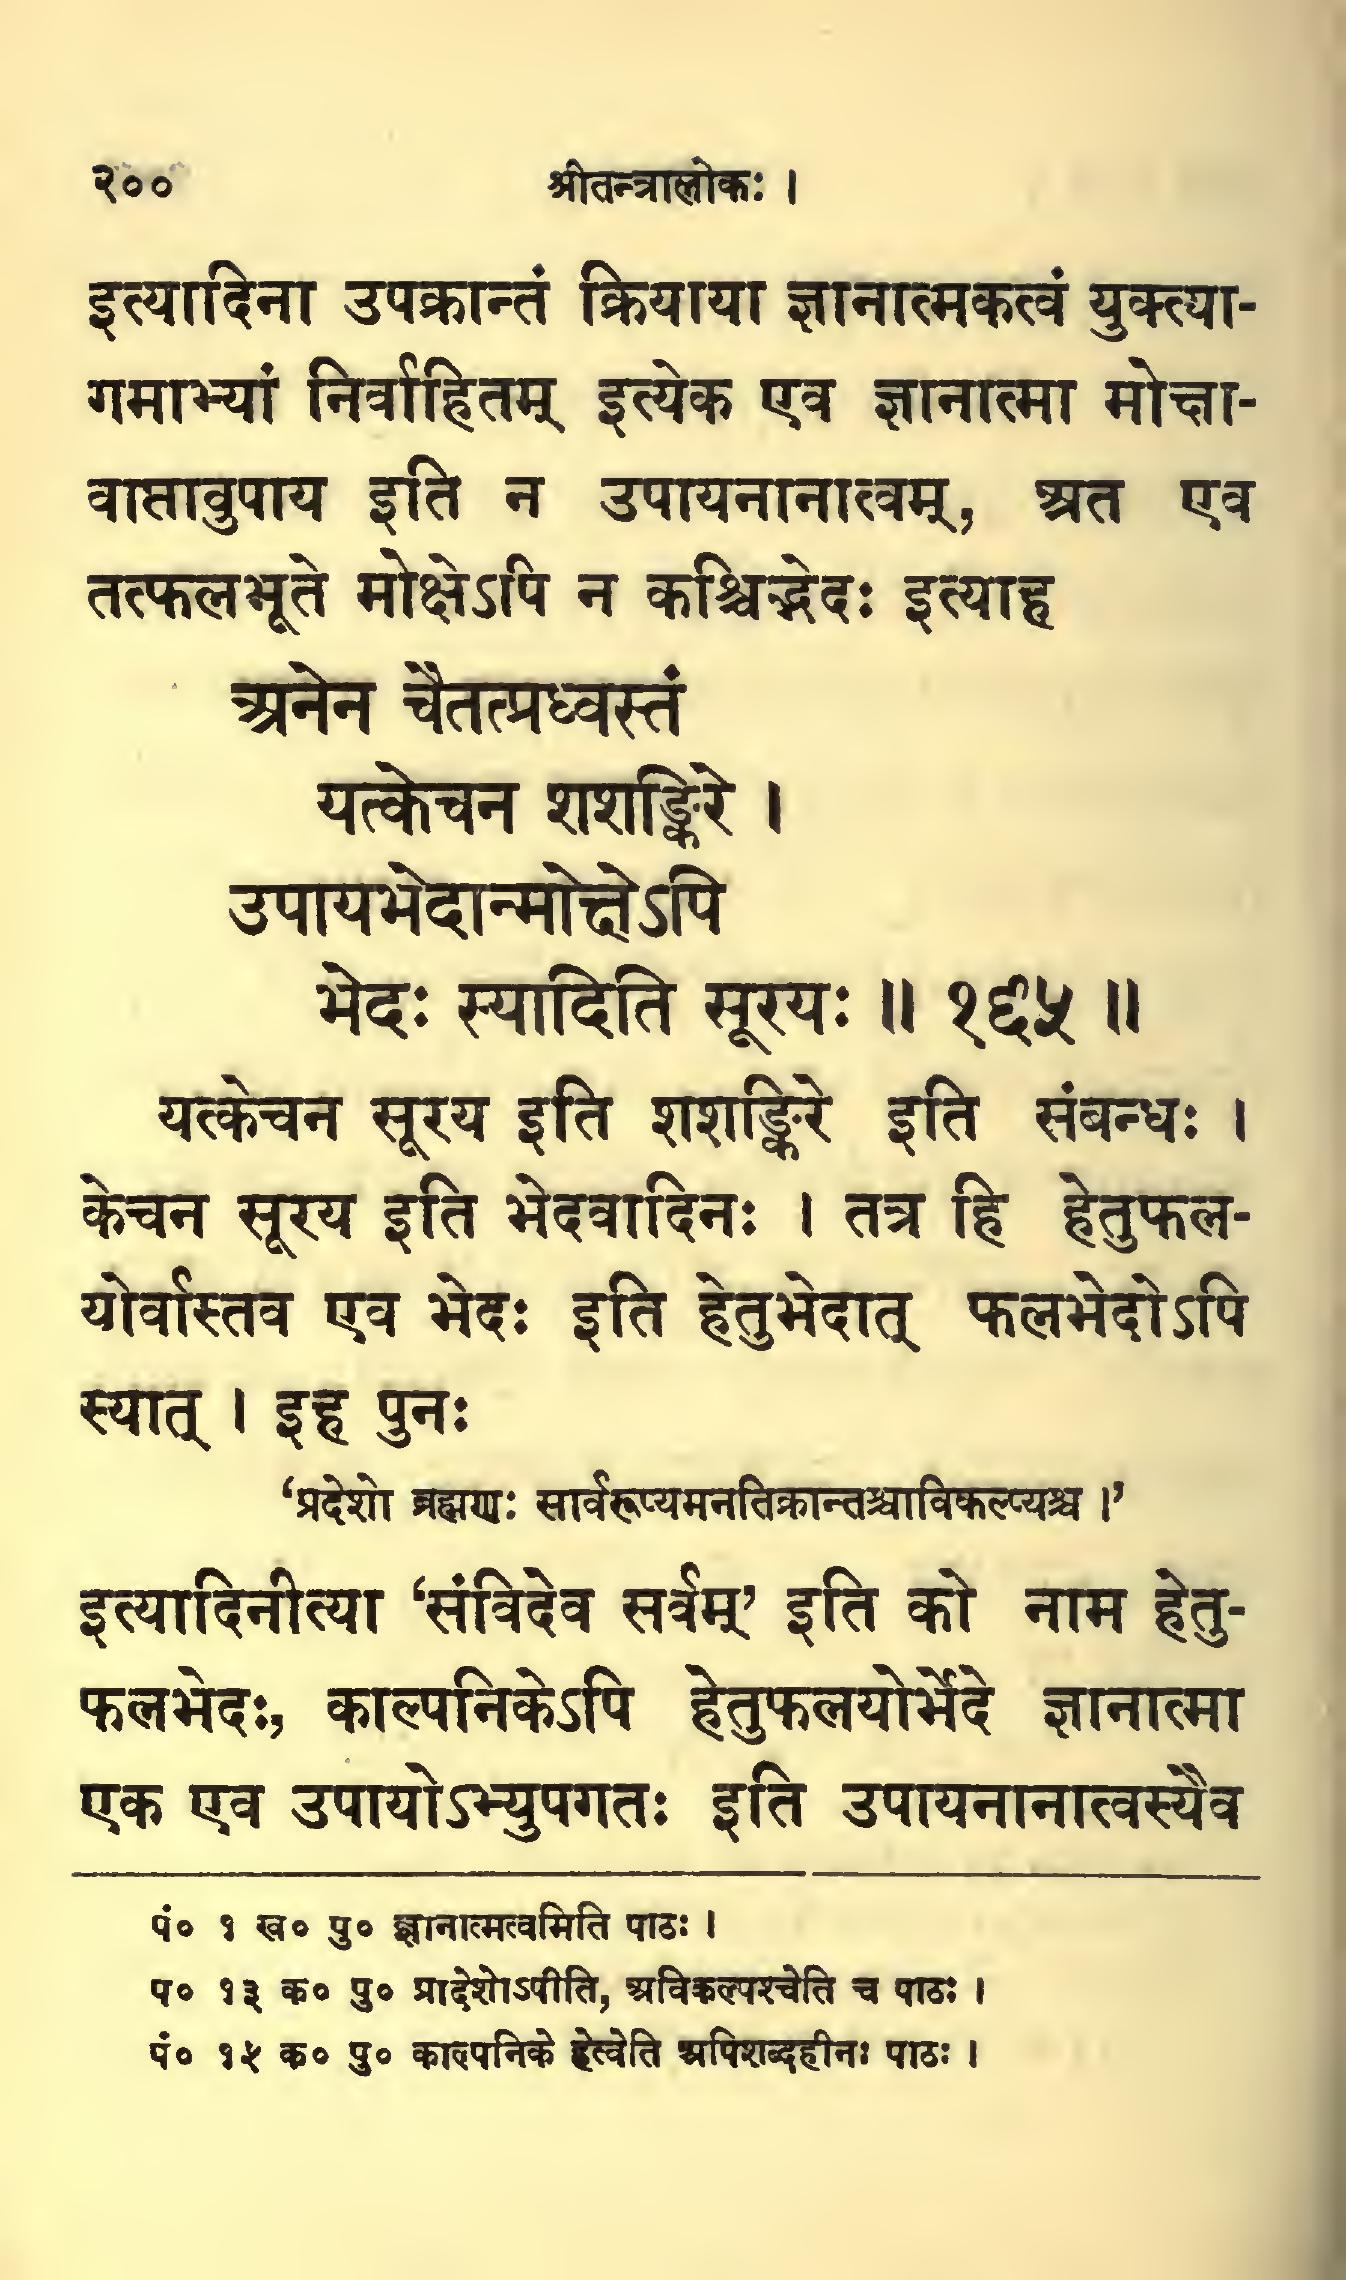 २००
श्रीतन्त्रालोकः ।
इत्यादिना उपक्रान्तं क्रियाया ज्ञानात्मकत्वं युक्त्या-
गमाभ्यां निर्वाहितम् इत्येक एव ज्ञानात्मा मोक्षा-
वाप्तावुपाय इति न उपायनानात्वम्, अत एव
तत्फलभूते मोक्षेऽपि न कश्चिद्भेदः इत्याह
अनेन चैतत्प्रध्वस्तं
यत्केचन शशङ्किरे ।
उपायभेदान्मोक्षेऽपि
भेदः स्यादिति सूरयः ॥ १६५ ॥
यत्केचन सूरय इति शशङ्किरे इति संबन्धः ।
केचन सूरय इति भेदवादिनः । तत्र हि हेतुफल-
योर्वास्तव एव भेदः इति हेतुभेदात् फलभेदोऽपि
स्यात् । इह पुनः
‘प्रदेशो ब्रह्मणः सार्वरूप्यमनतिक्रान्तश्चाविकल्प्यश्च ।’
इत्यादिनीत्या ‘संविदेव सर्वम्’ इति को नाम हेतु-
फलभेदः, काल्पनिकेऽपि हेतुफलयोर्भेदे ज्ञानात्मा
एक एव उपायोऽभ्युपगतः इति उपायनानात्वस्यैव
पं० १ ख० पु० ज्ञानात्मत्वमिति पाठः ।
प० १३ क० पु० प्रादेशोऽपीति, अविकल्पश्चेति च पाठः ।
पं० १५ क० पु० काल्पनिके हेत्वेति अपिशब्दहीनः पाठः ।